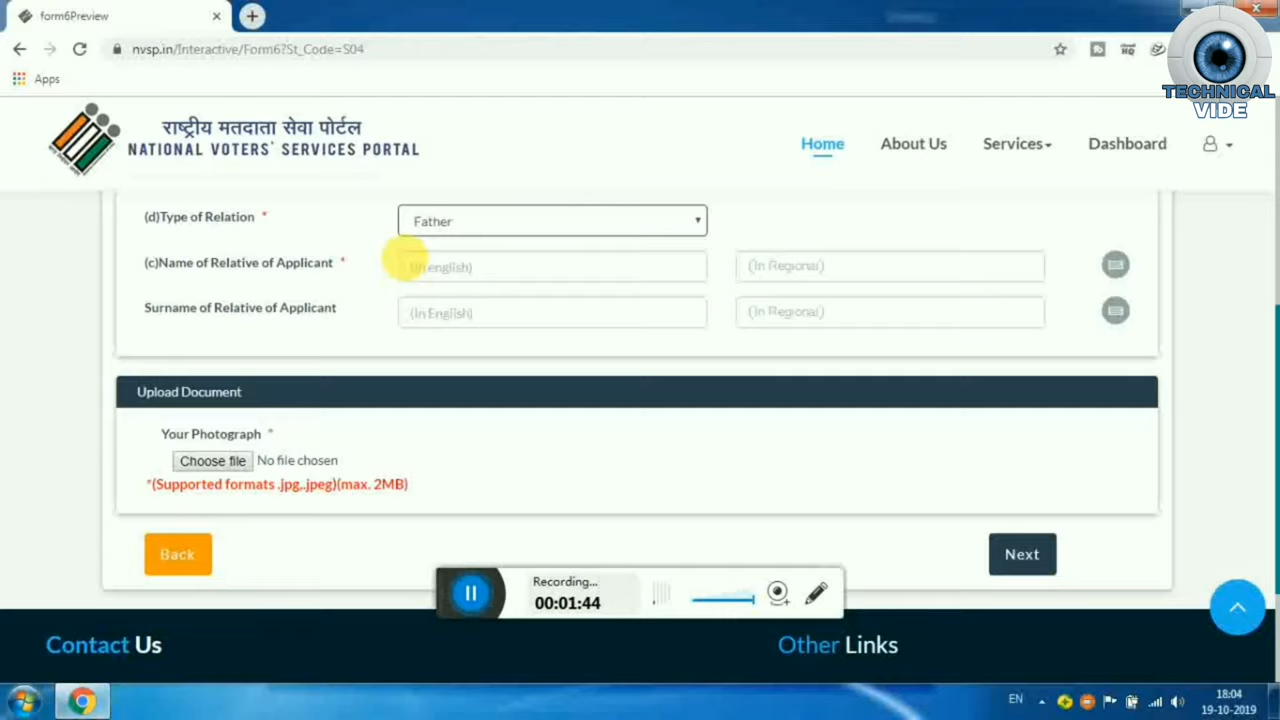 form6Preview
nvsp.in/Interactive/Form6?St_Code=S04
Apps
TECHNICAL
VIDE
राष्ट्रीय मतदाता सेवा पोर्टल
NATIONAL VOTERS' SERVICES PORTAL
Home About Us Services Dashboard
(d)Type of Relation * Father
(c)Name of Relative of Applicant * (In english) (In Regional)
Surname of Relative of Applicant (In English) (In Regional)
Upload Document
Your Photograph *
Choose file No file chosen
*(Supported formats .jpg,.jpeg)(max. 2MB)
Back Next
Recording...
00:01:44
Contact Us Other Links
EN 18:04
19-10-2019